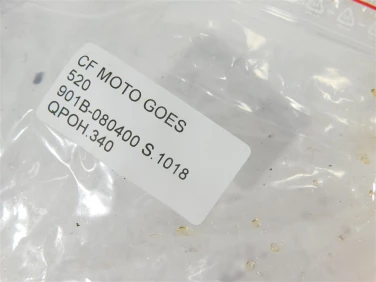 CF MOTO GOES
520
901B-080400 S.1018
QPOH.340